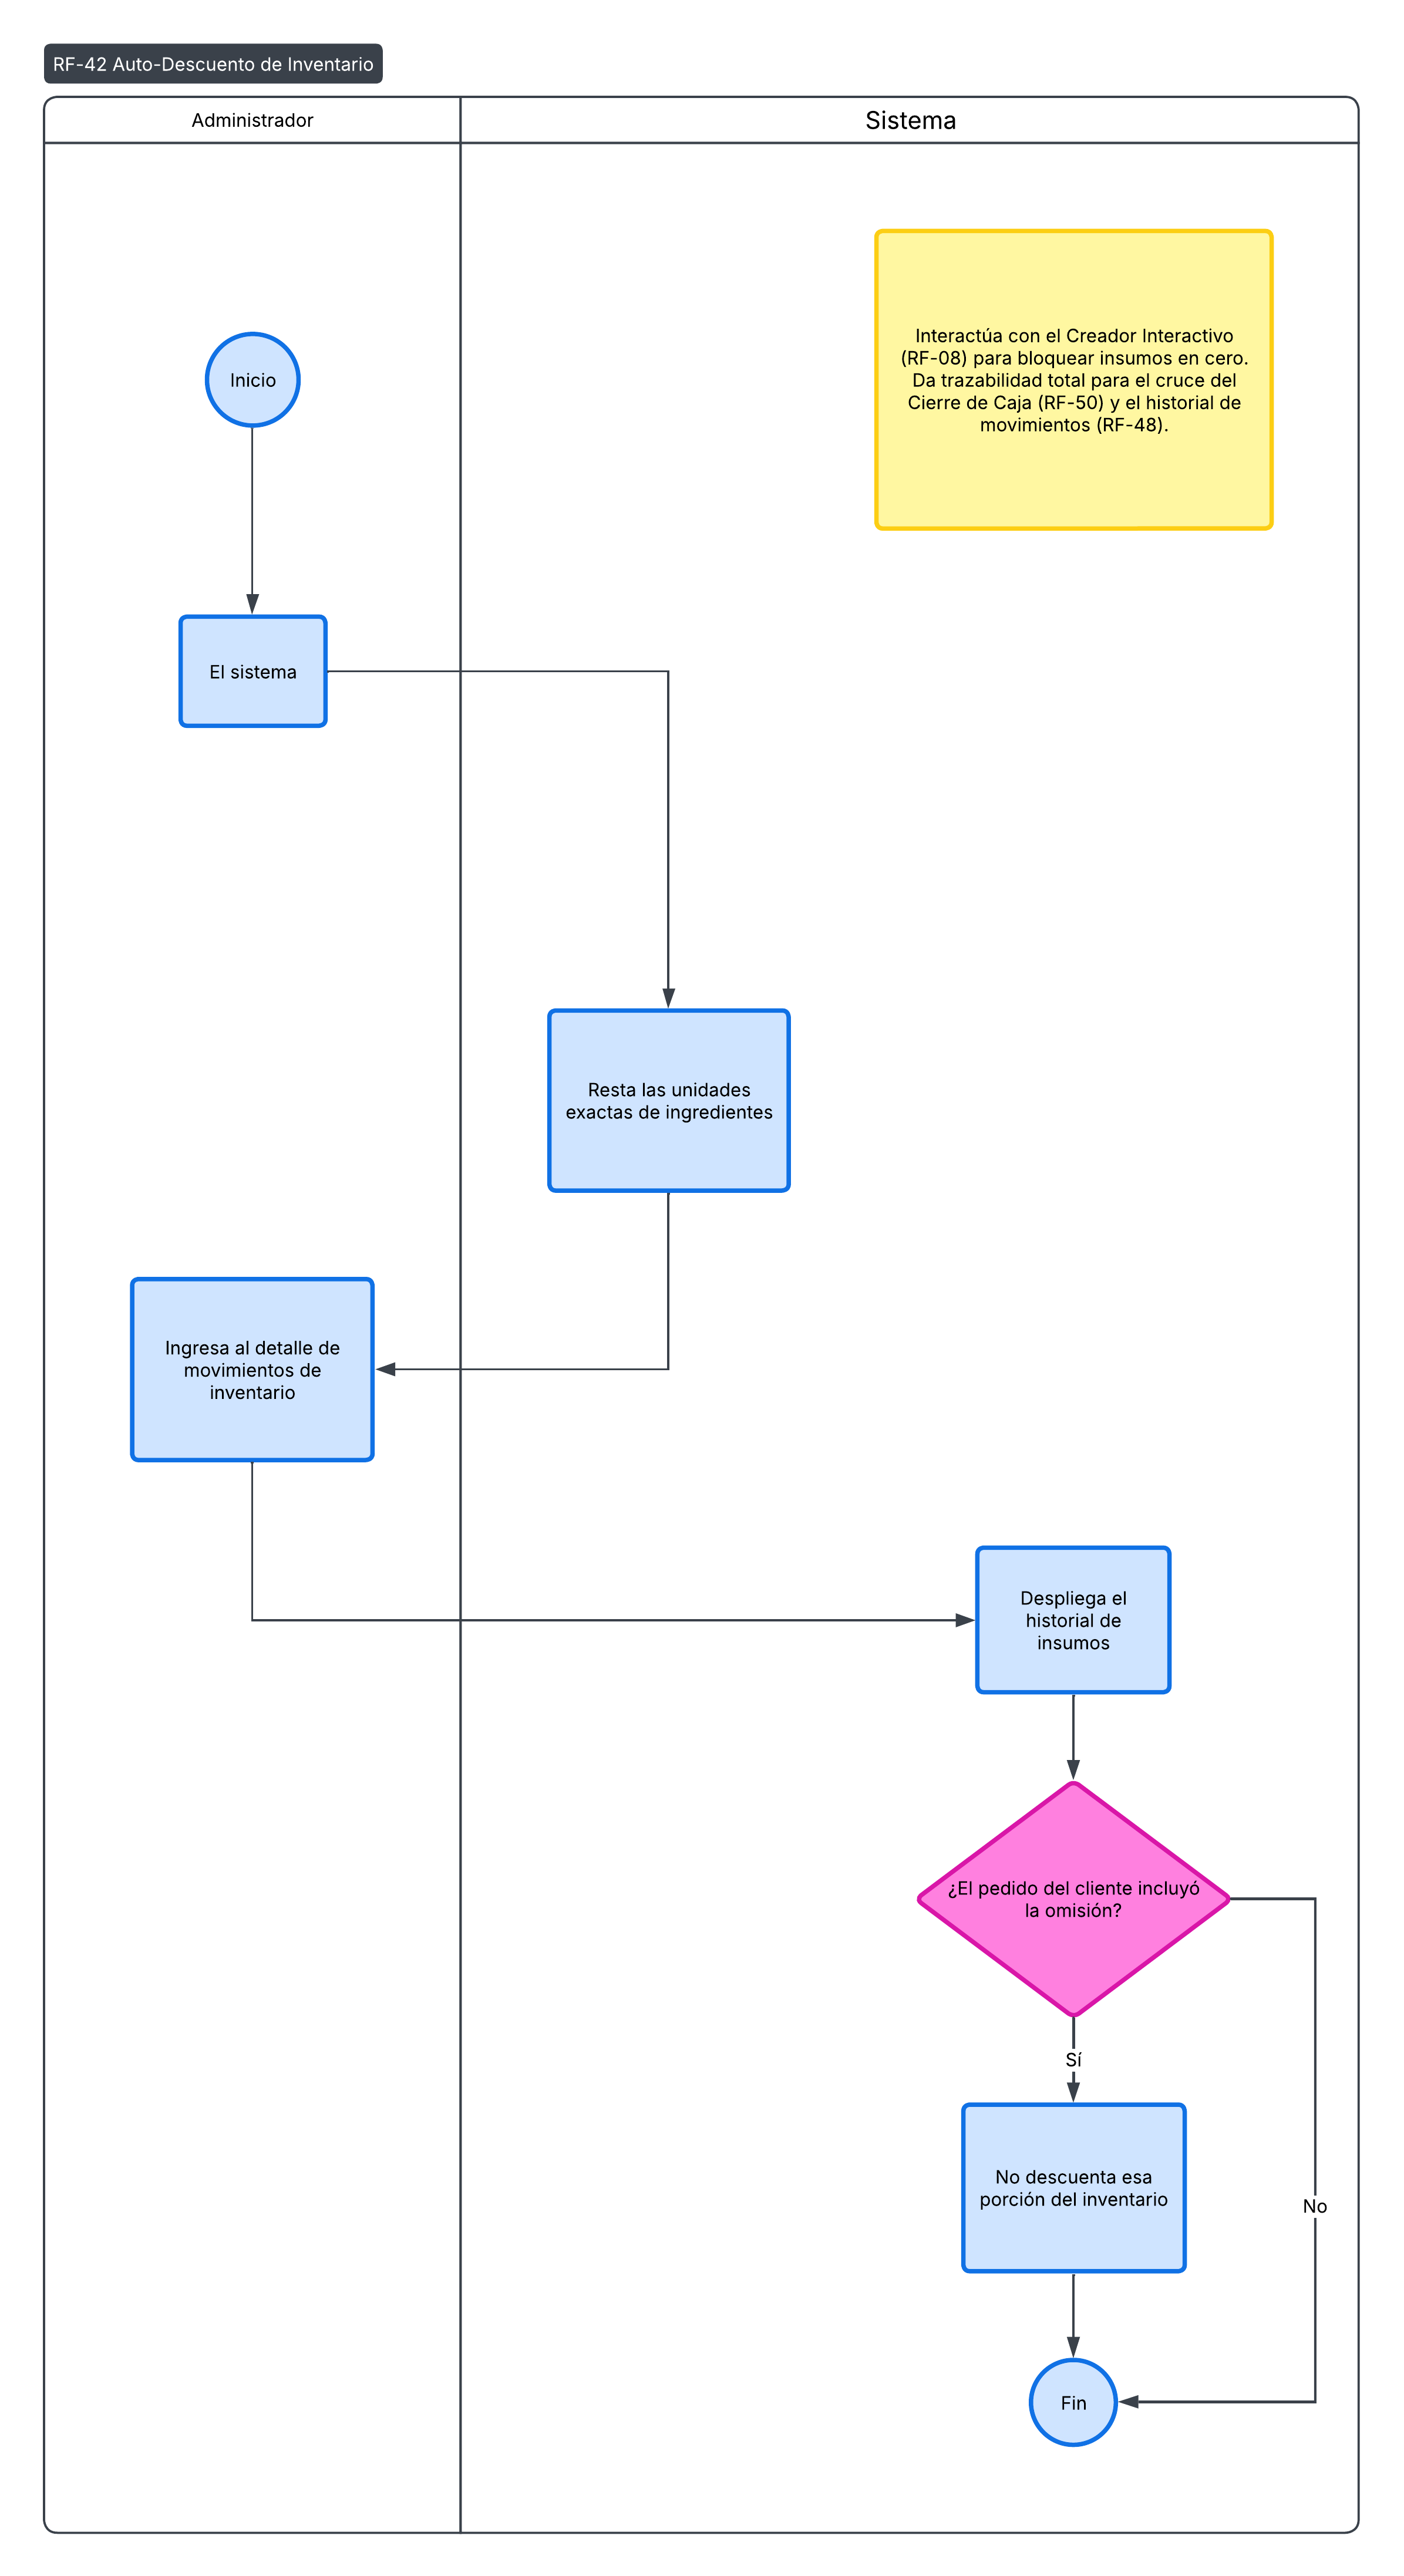 RF-42 Auto-Descuento de Inventario
Administrador
Sistema
Interactúa con el Creador Interactivo
(RF-08) para bloquear insumos en cero.
Da trazabilidad total para el cruce del
Cierre de Caja (RF-50) y el historial de
movimientos (RF-48).
Inicio
El sistema
Resta las unidades
exactas de ingredientes
Ingresa al detalle de
movimientos de
inventario
Despliega el
historial de
insumos
¿El pedido del cliente incluyó
la omisión?
Sí
No descuenta esa
porción del inventario
No
Fin